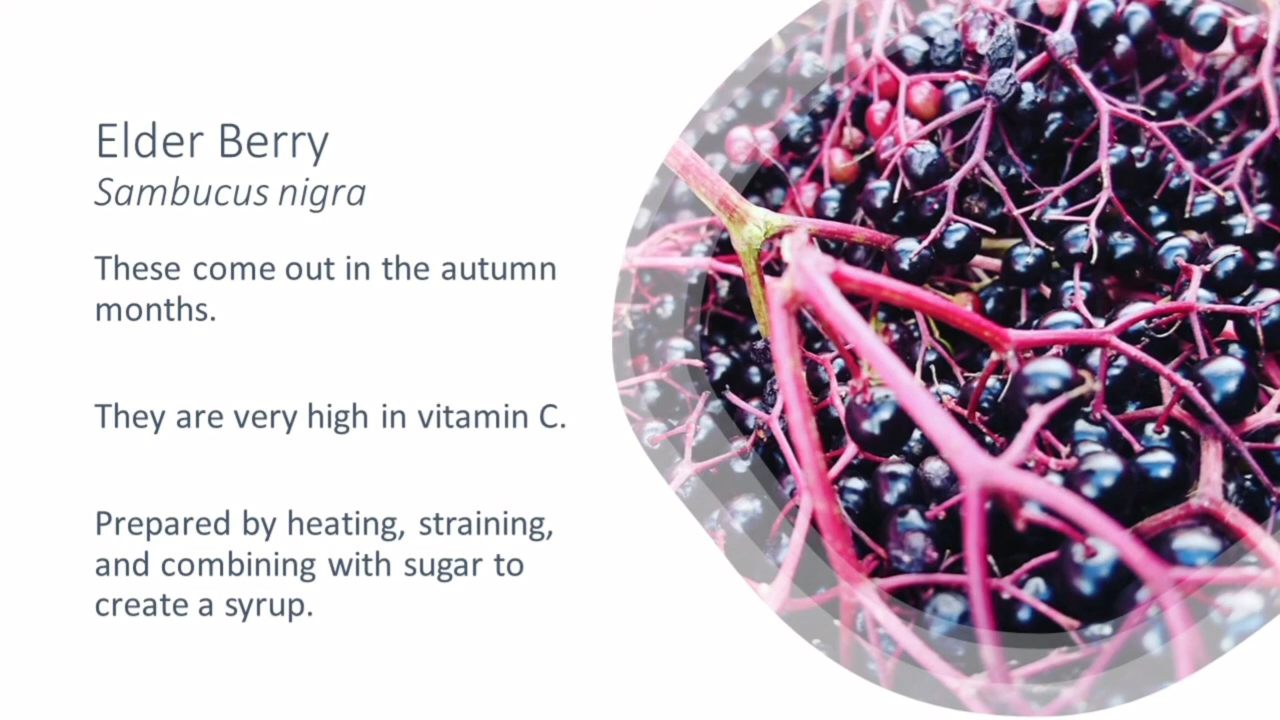 Elder Berry
Sambucus nigra
These come out in the autumn
months.
They are very high in vitamin C.
Prepared by heating, straining,
and combining with sugar to
create a syrup.